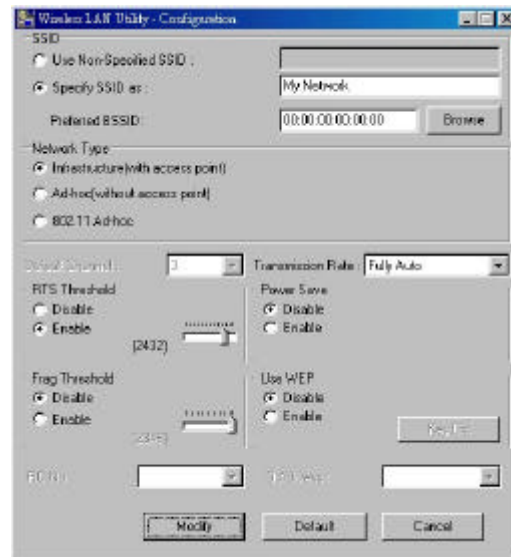 Wireless LAN Utility - Configuration
SSID
Use Non-Specified SSID :
Specify SSID as :
My Network
Preferred BSSID:
00:00:00:00:00:00
Browse
Network Type
Infrastructure(with access point)
Ad-hoc(without access point)
802.11 Ad-hoc
3
Transmission Rate : Fully Auto
RTS Threshold
Disable
Enable
(2432)
Power Save
Disable
Enable
Frag Threshold
Disable
Enable
Use WEP
Disable
Enable
Modify
Default
Cancel